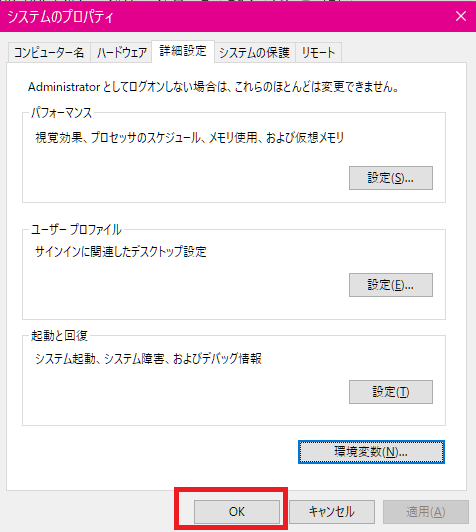 システムのプロパティ
コンピューター名 ハードウェア 詳細設定 システムの保護 リモート
Administrator としてログオンしない場合は、これらのほとんどは変更できません。
パフォーマンス
視覚効果、プロセッサのスケジュール、メモリ使用、および仮想メモリ
設定(S)...
ユーザー プロファイル
サインインに関連したデスクトップ設定
設定(E)...
起動と回復
システム起動、システム障害、およびデバッグ情報
設定(T)
環境変数(N)...
OK キャンセル 適用(A)